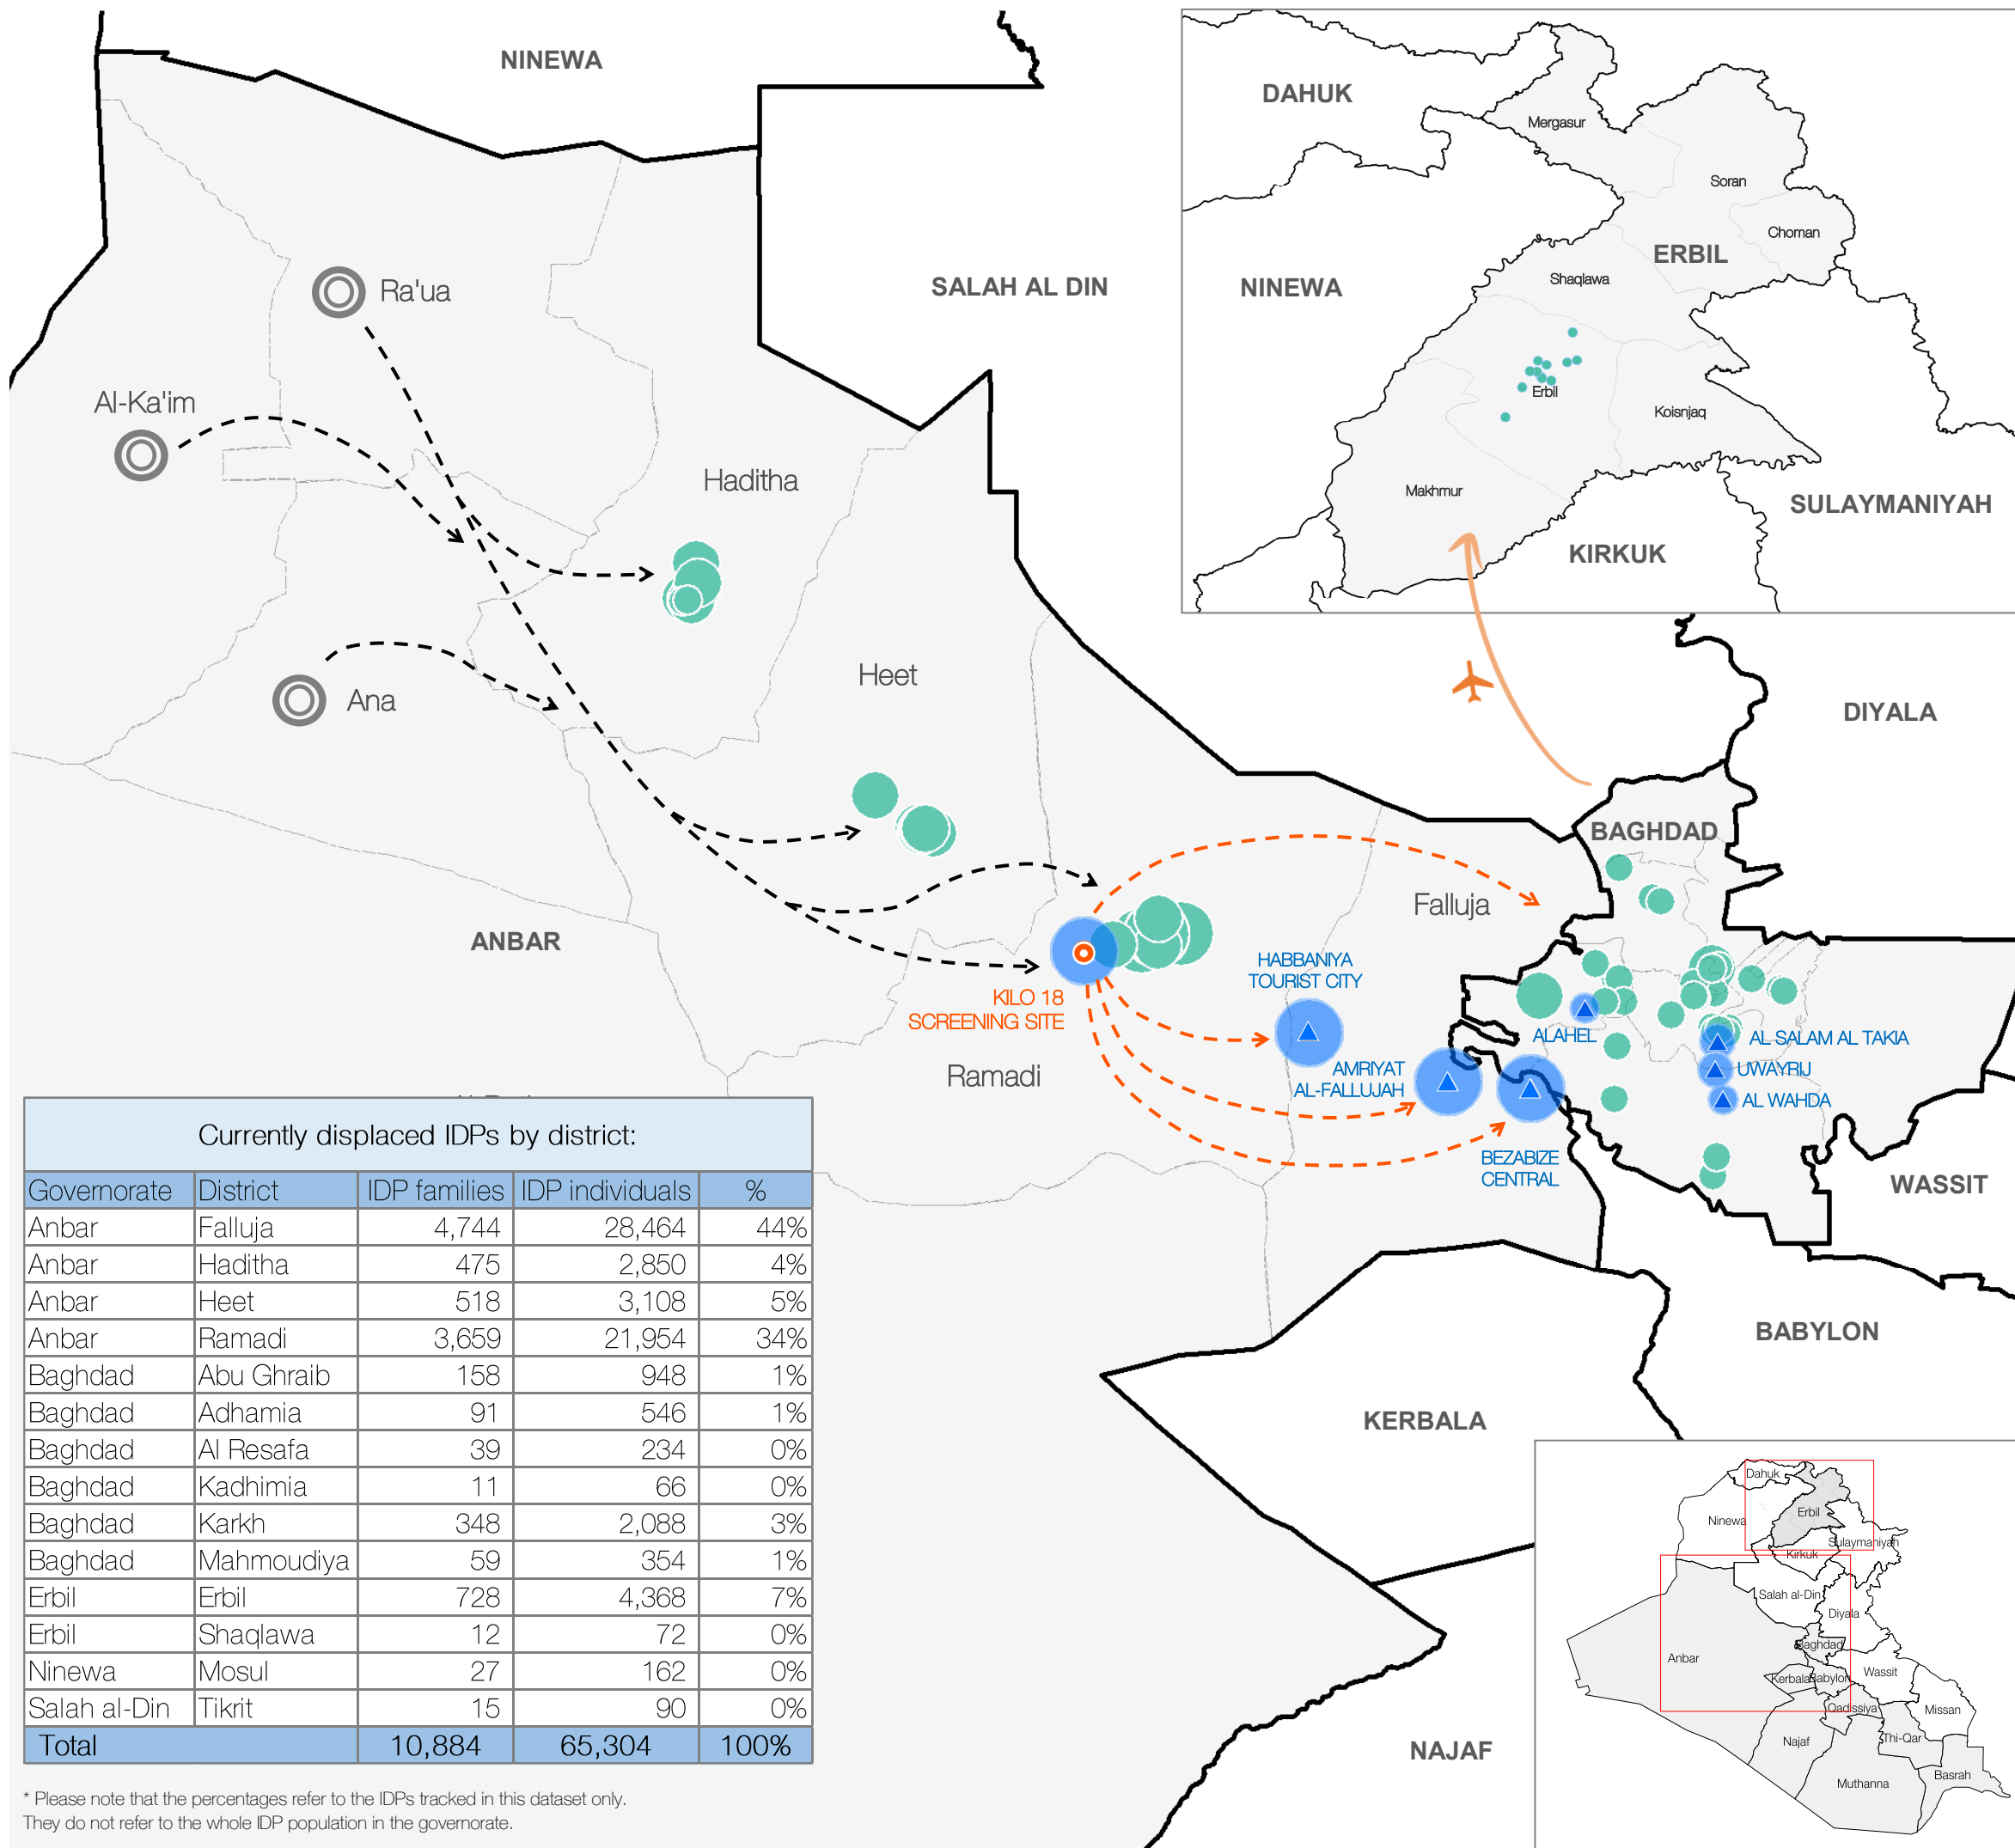 NINEWA
SALAH AL DIN
Ra'ua
Al-Ka'im
Haditha
Ana
Heet
ANBAR
KILO 18
SCREENING SITE
Ramadi
Falluja
HABBANIYA
TOURIST CITY
AMRIYAT
AL-FALLUJAH
BEZABIZE
CENTRAL
BAGHDAD
ALAHEL
AL SALAM AL TAKIA
UWAYRIJ
AL WAHDA
DIYALA
WASSIT
BABYLON
KERBALA
NAJAF
DAHUK
Mergasur
Soran
Choman
ERBIL
NINEWA
Shaqlawa
Erbil
Koisnjaq
Makhmur
SULAYMANIYAH
KIRKUK
Currently displaced IDPs by district:
Governorate District IDP families IDP individuals %
Anbar Falluja 4,744 28,464 44%
Anbar Haditha 475 2,850 4%
Anbar Heet 518 3,108 5%
Anbar Ramadi 3,659 21,954 34%
Baghdad Abu Ghraib 158 948 1%
Baghdad Adhamia 91 546 1%
Baghdad Al Resafa 39 234 0%
Baghdad Kadhimia 11 66 0%
Baghdad Karkh 348 2,088 3%
Baghdad Mahmoudiya 59 354 1%
Erbil Erbil 728 4,368 7%
Erbil Shaqlawa 12 72 0%
Ninewa Mosul 27 162 0%
Salah al-Din Tikrit 15 90 0%
Total 10,884 65,304 100%
* Please note that the percentages refer to the IDPs tracked in this dataset only.
They do not refer to the whole IDP population in the governorate.
Dahuk
Erbil
Ninewa
Sulaymaniyah
Kirkuk
Salah al-Din
Diyala
Baghdad
Anbar
Wassit
Kerbala
Babylon
Qadissiya
Missan
Najaf
Thi-Qar
Basrah
Muthanna